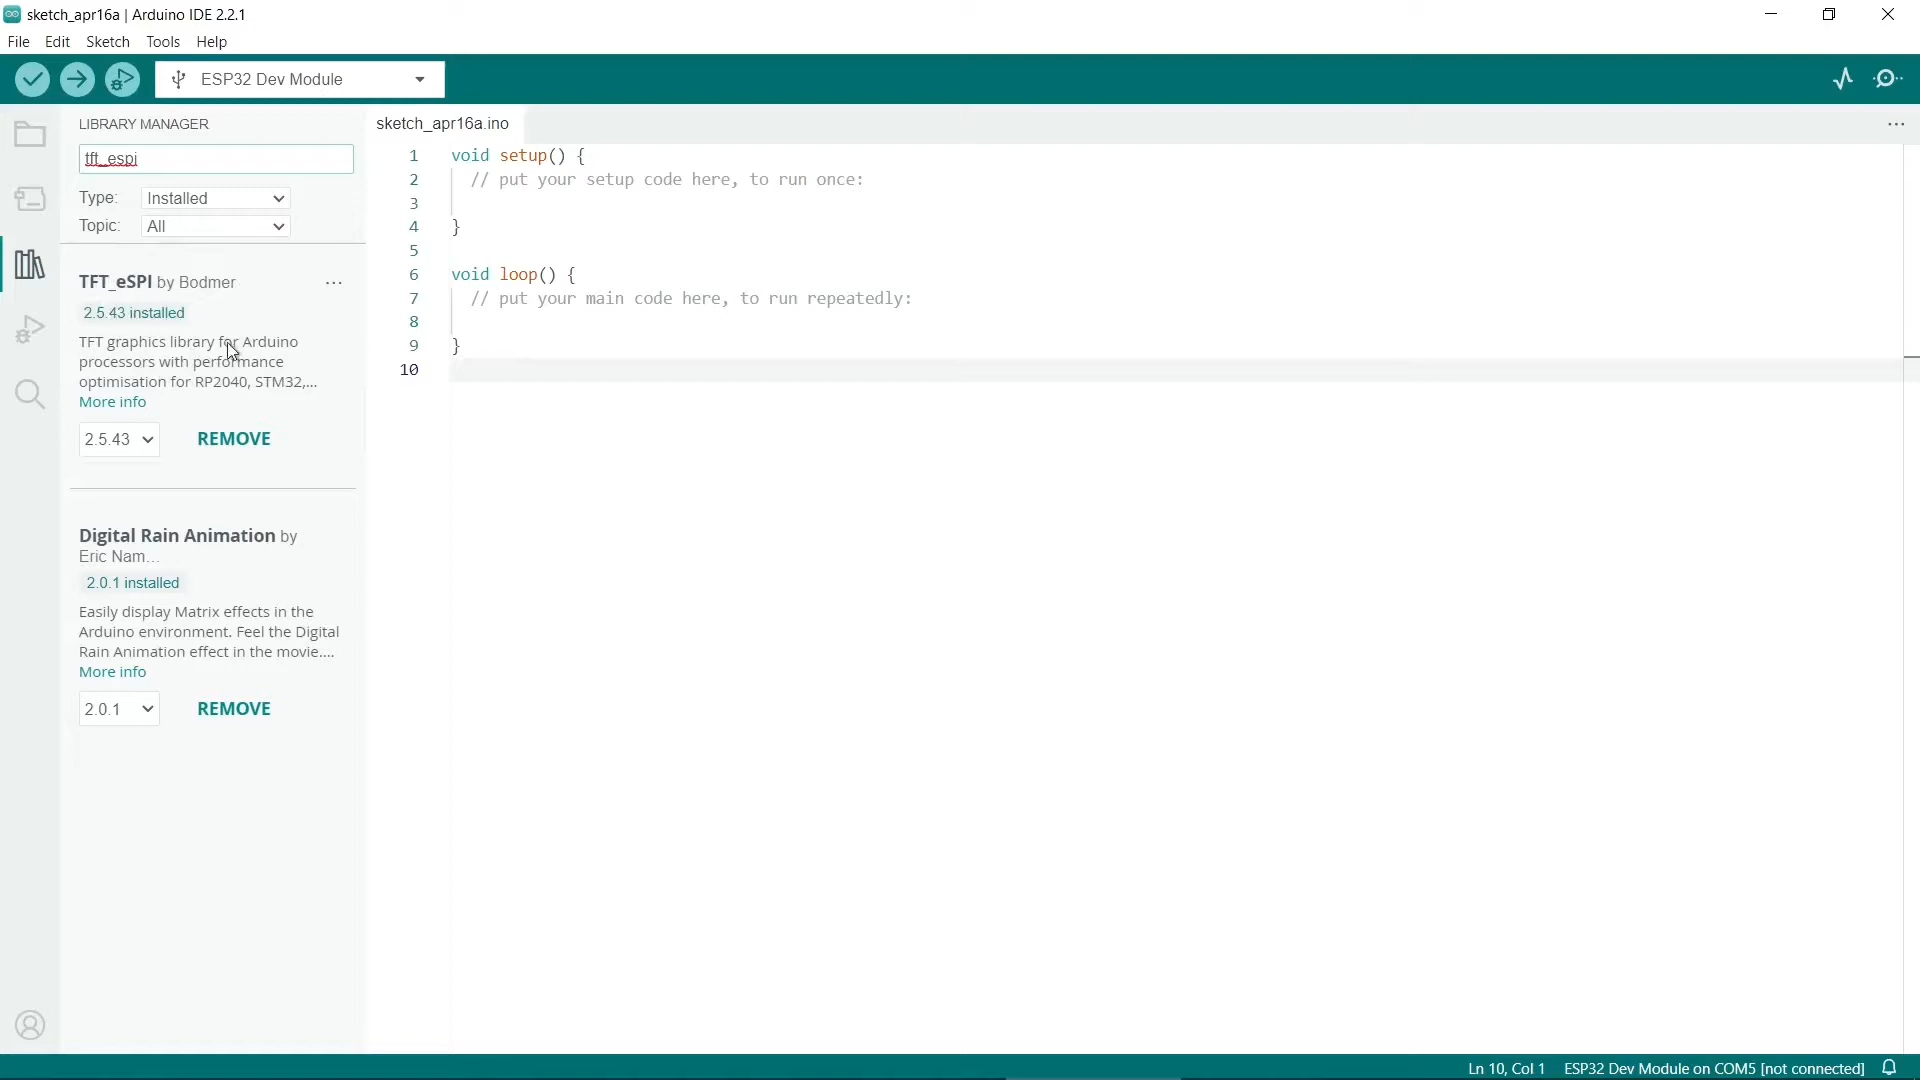 sketch_apr16a | Arduino IDE 2.2.1
File Edit Sketch Tools Help
ESP32 Dev Module
LIBRARY MANAGER
tft_espi
Type: Installed
Topic: All
TFT_eSPI by Bodmer
2.5.43 installed
TFT graphics library for Arduino
processors with performance
optimisation for RP2040, STM32,...
More info
2.5.43 REMOVE
Digital Rain Animation by
Eric Nam...
2.0.1 installed
Easily display Matrix effects in the
Arduino environment. Feel the Digital
Rain Animation effect in the movie....
More info
2.0.1 REMOVE
sketch_apr16a.ino
1 void setup() {
2 // put your setup code here, to run once:
3
4 }
5
6 void loop() {
7 // put your main code here, to run repeatedly:
8
9 }
10
Ln 10, Col 1 ESP32 Dev Module on COM5 [not connected]